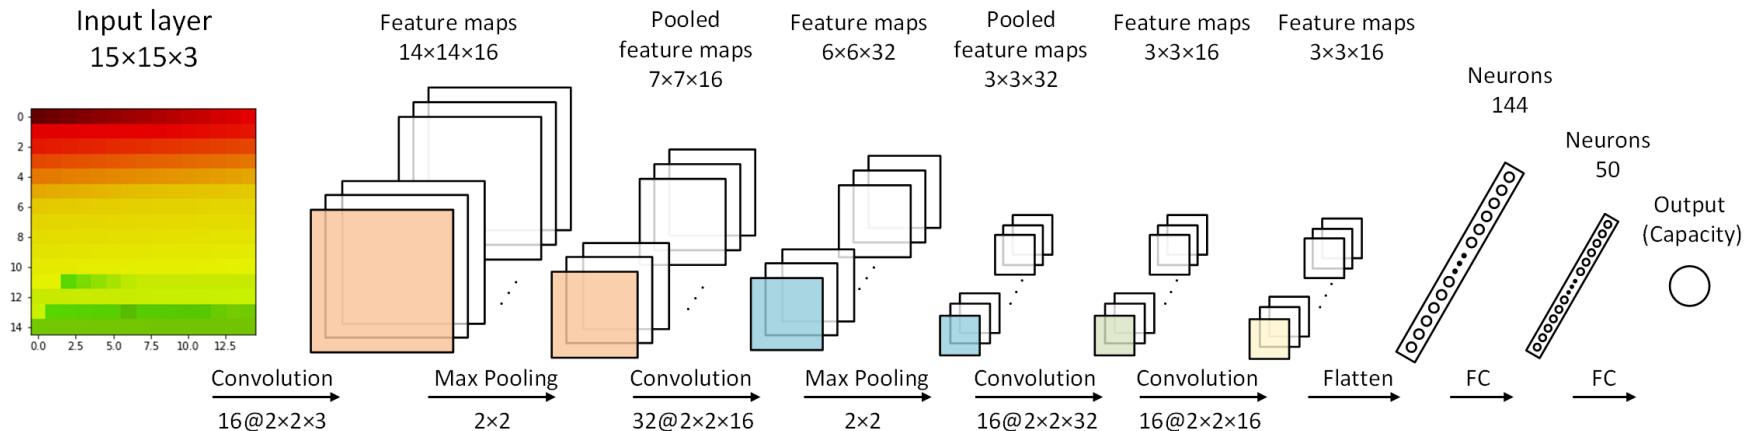 Input layer
15×15×3
Feature maps
14×14×16
Pooled
feature maps
7×7×16
Feature maps
6×6×32
Pooled
feature maps
3×3×32
Feature maps
3×3×16
Feature maps
3×3×16
Neurons
144
Neurons
50
Output
(Capacity)
0
2
4
6
8
10
12
14
0.0 2.5 5.0 7.5 10.0 12.5
Convolution
16@2×2×3
Max Pooling
2×2
Convolution
32@2×2×16
Max Pooling
2×2
Convolution
16@2×2×32
Convolution
16@2×2×16
Flatten
FC
FC